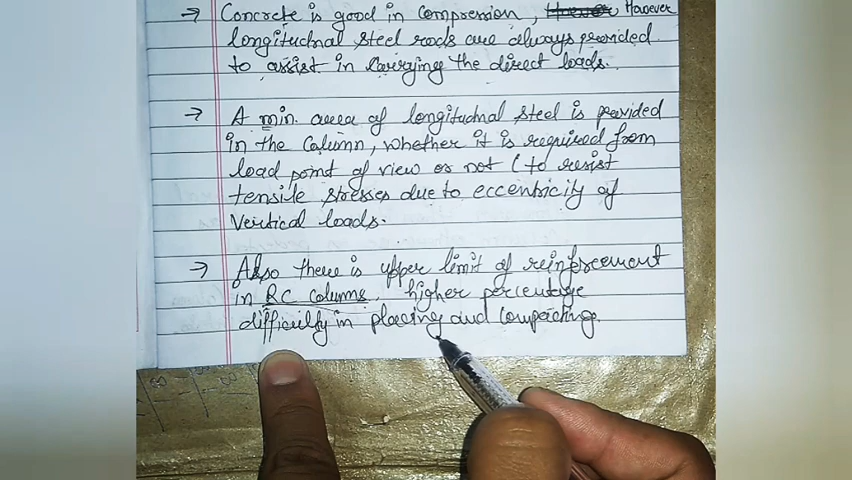 → Concrete is good in compression, However
longitudnal steel rods are always provided
to assist in carrying the direct loads.
→ A min. area of longitudnal steel is provided
in the column, whether it is required from
load point of view or not (to resist
tensile stresses due to eccentricity of
vertical loads.
→ Also there is upper limit of reinforcement
in RC columns, higher percentage
difficulty in placing and compacting.